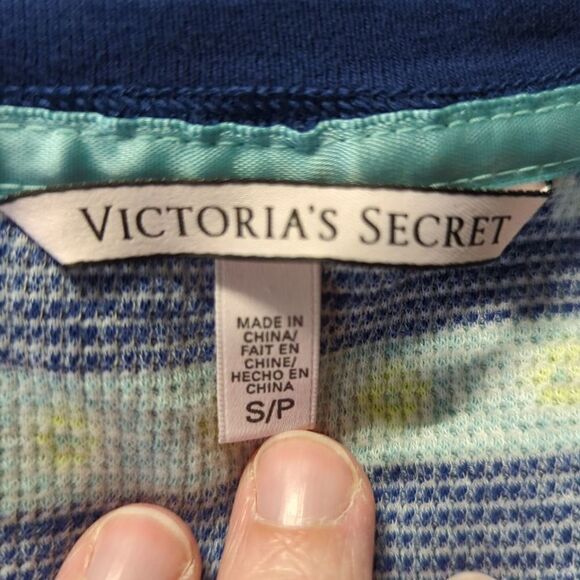 VICTORIA'S SECRET
MADE IN
CHINA/
FAIT EN
CHINE/
HECHO EN
CHINA
S/P